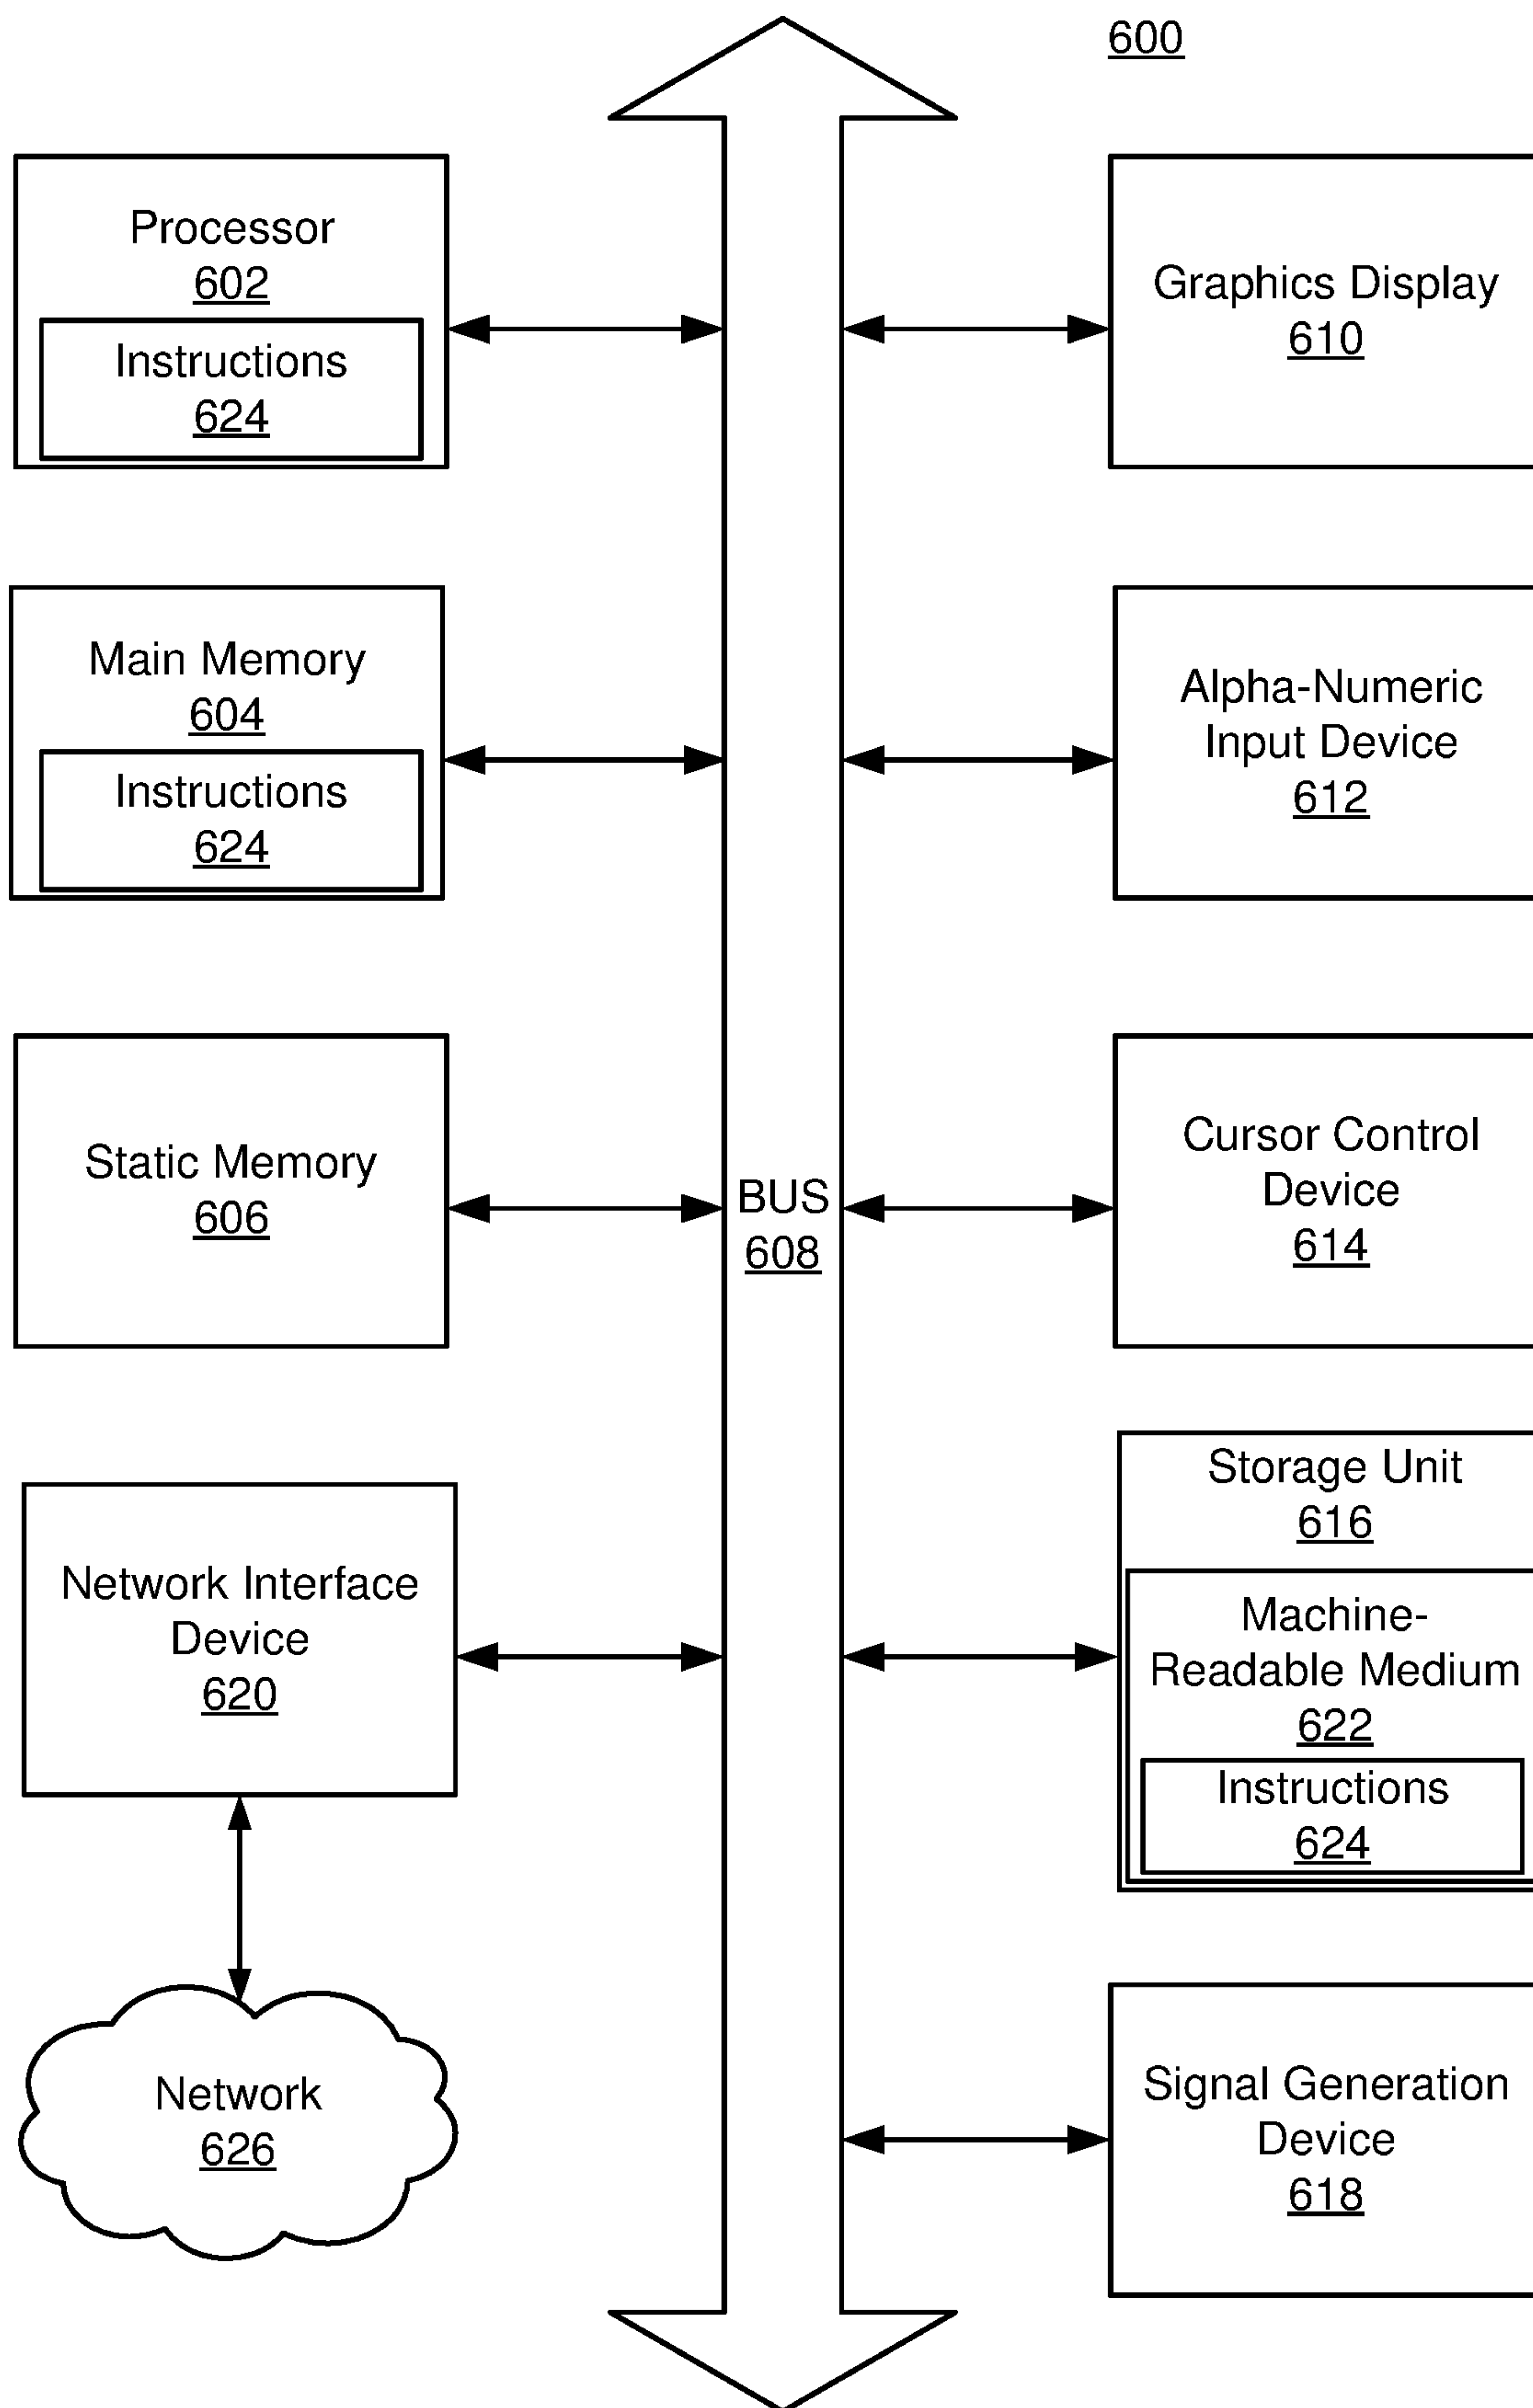 600
Processor
602
Instructions
624
Main Memory
604
Instructions
624
Static Memory
606
Network Interface
Device
620
Network
626
BUS
608
Graphics Display
610
Alpha-Numeric
Input Device
612
Cursor Control
Device
614
Storage Unit
616
Machine-
Readable Medium
622
Instructions
624
Signal Generation
Device
618